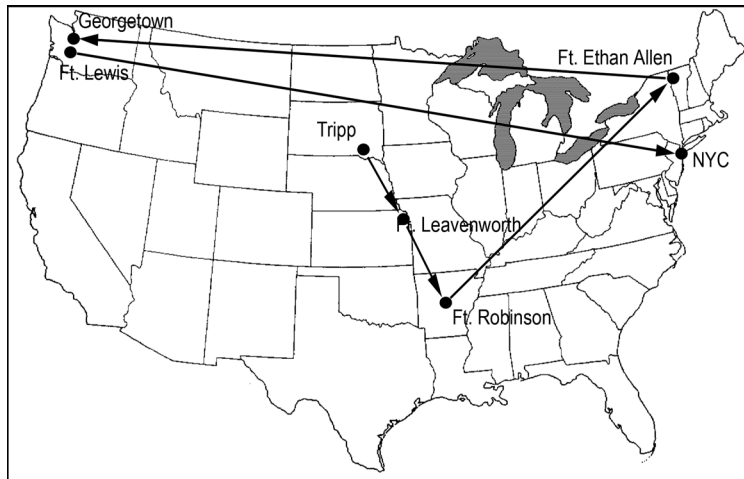 Georgetown
Ft. Ethan Allen
Ft. Lewis
Tripp
NYC
Ft. Leavenworth
Ft. Robinson